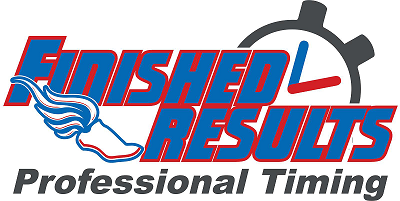 FINISHED
RESULTS
Professional Timing